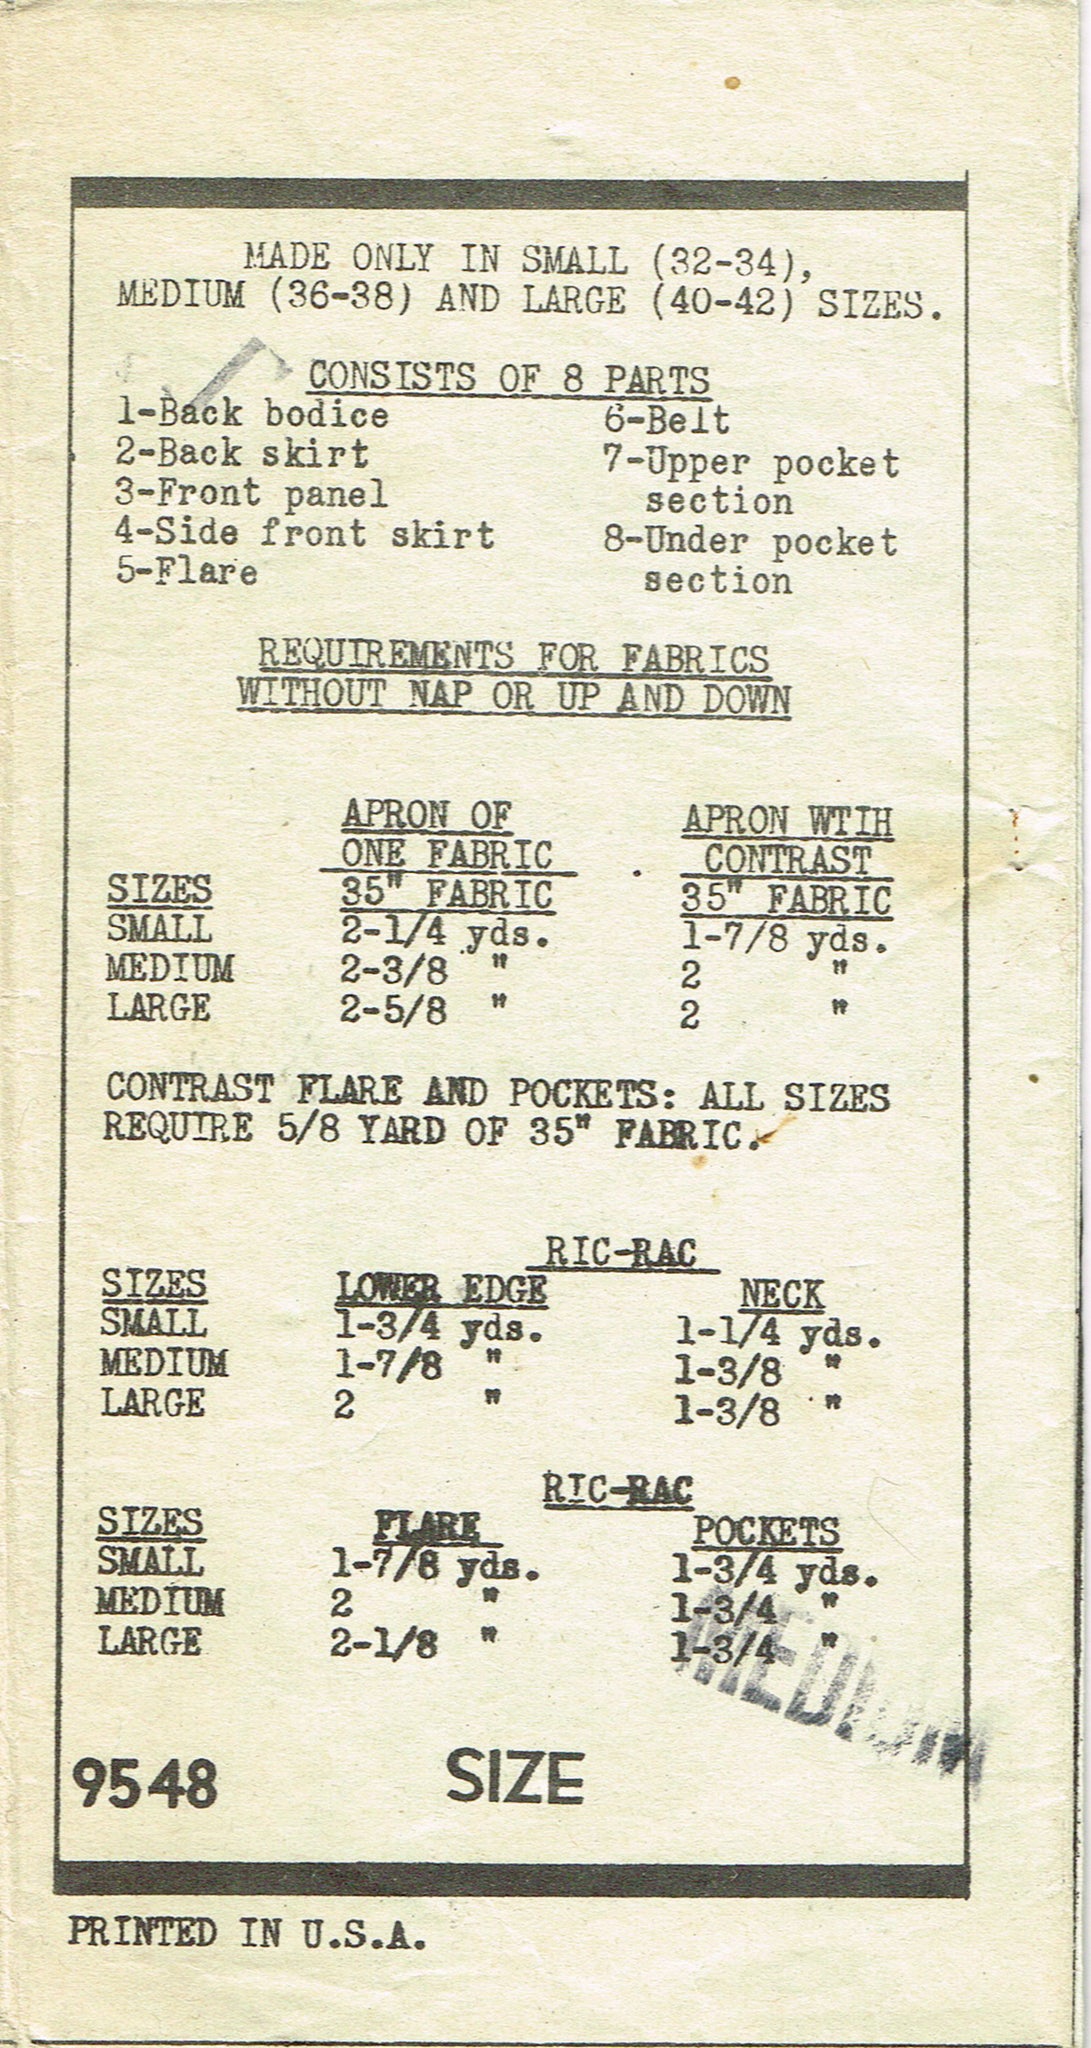 MADE ONLY IN SMALL (32-34),
MEDIUM (36-38) AND LARGE (40-42) SIZES.
CONSISTS OF 8 PARTS
1-Back bodice
2-Back skirt
3-Front panel
4-Side front skirt
5-Flare
6-Belt
7-Upper pocket
section
8-Under pocket
section
REQUIREMENTS FOR FABRICS
WITHOUT NAP OR UP AND DOWN
APRON OF APRON WTIH
ONE FABRIC . CONTRAST
SIZES 35" FABRIC 35" FABRIC
SMALL 2-1/4 yds. 1-7/8 yds.
MEDIUM 2-3/8 " 2 "
LARGE 2-5/8 " 2 "
CONTRAST FLARE AND POCKETS: ALL SIZES
REQUIRE 5/8 YARD OF 35" FABRIC.
RIC-RAC
SIZES LOWER EDGE NECK
SMALL 1-3/4 yds. 1-1/4 yds.
MEDIUM 1-7/8 " 1-3/8 "
LARGE 2 " 1-3/8 "
RIC-RAC
SIZES FLARE POCKETS
SMALL 1-7/8 yds. 1-3/4 yds.
MEDIUM 2 " 1-3/4 "
LARGE 2-1/8 " 1-3/4 "
MEDIUM
9548 SIZE
PRINTED IN U.S.A.